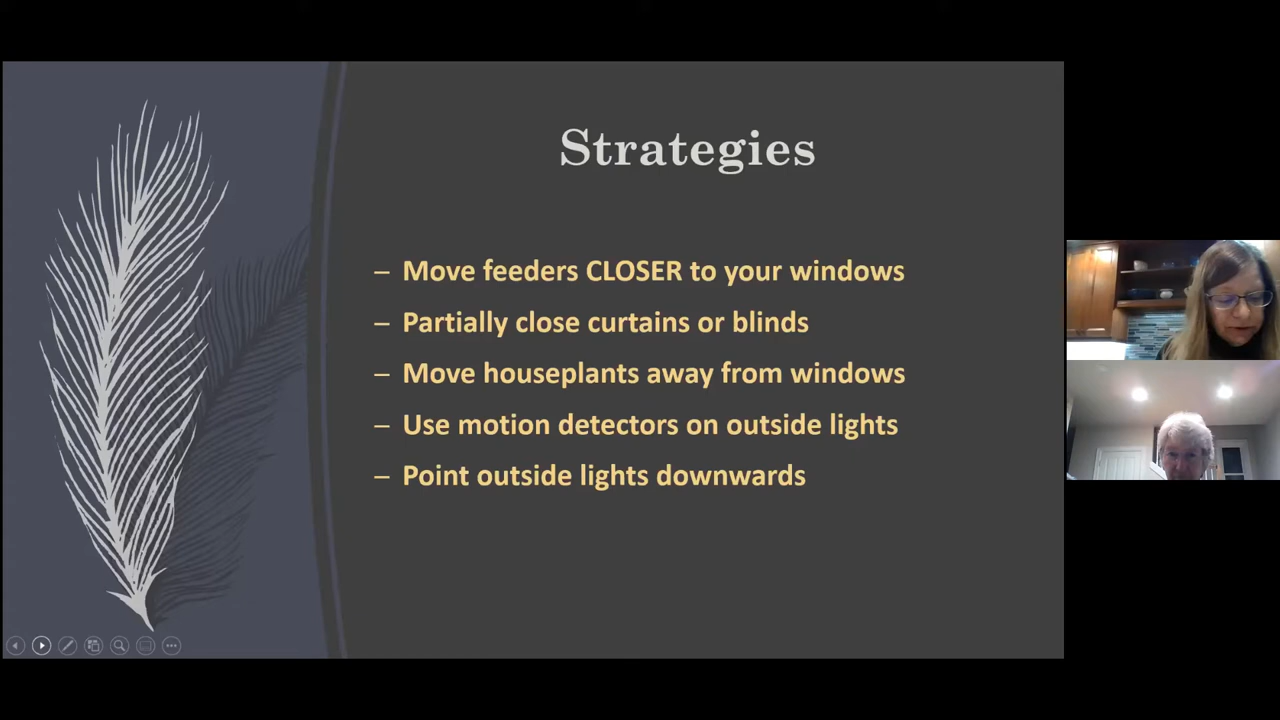 Strategies
– Move feeders CLOSER to your windows
– Partially close curtains or blinds
– Move houseplants away from windows
– Use motion detectors on outside lights
– Point outside lights downwards